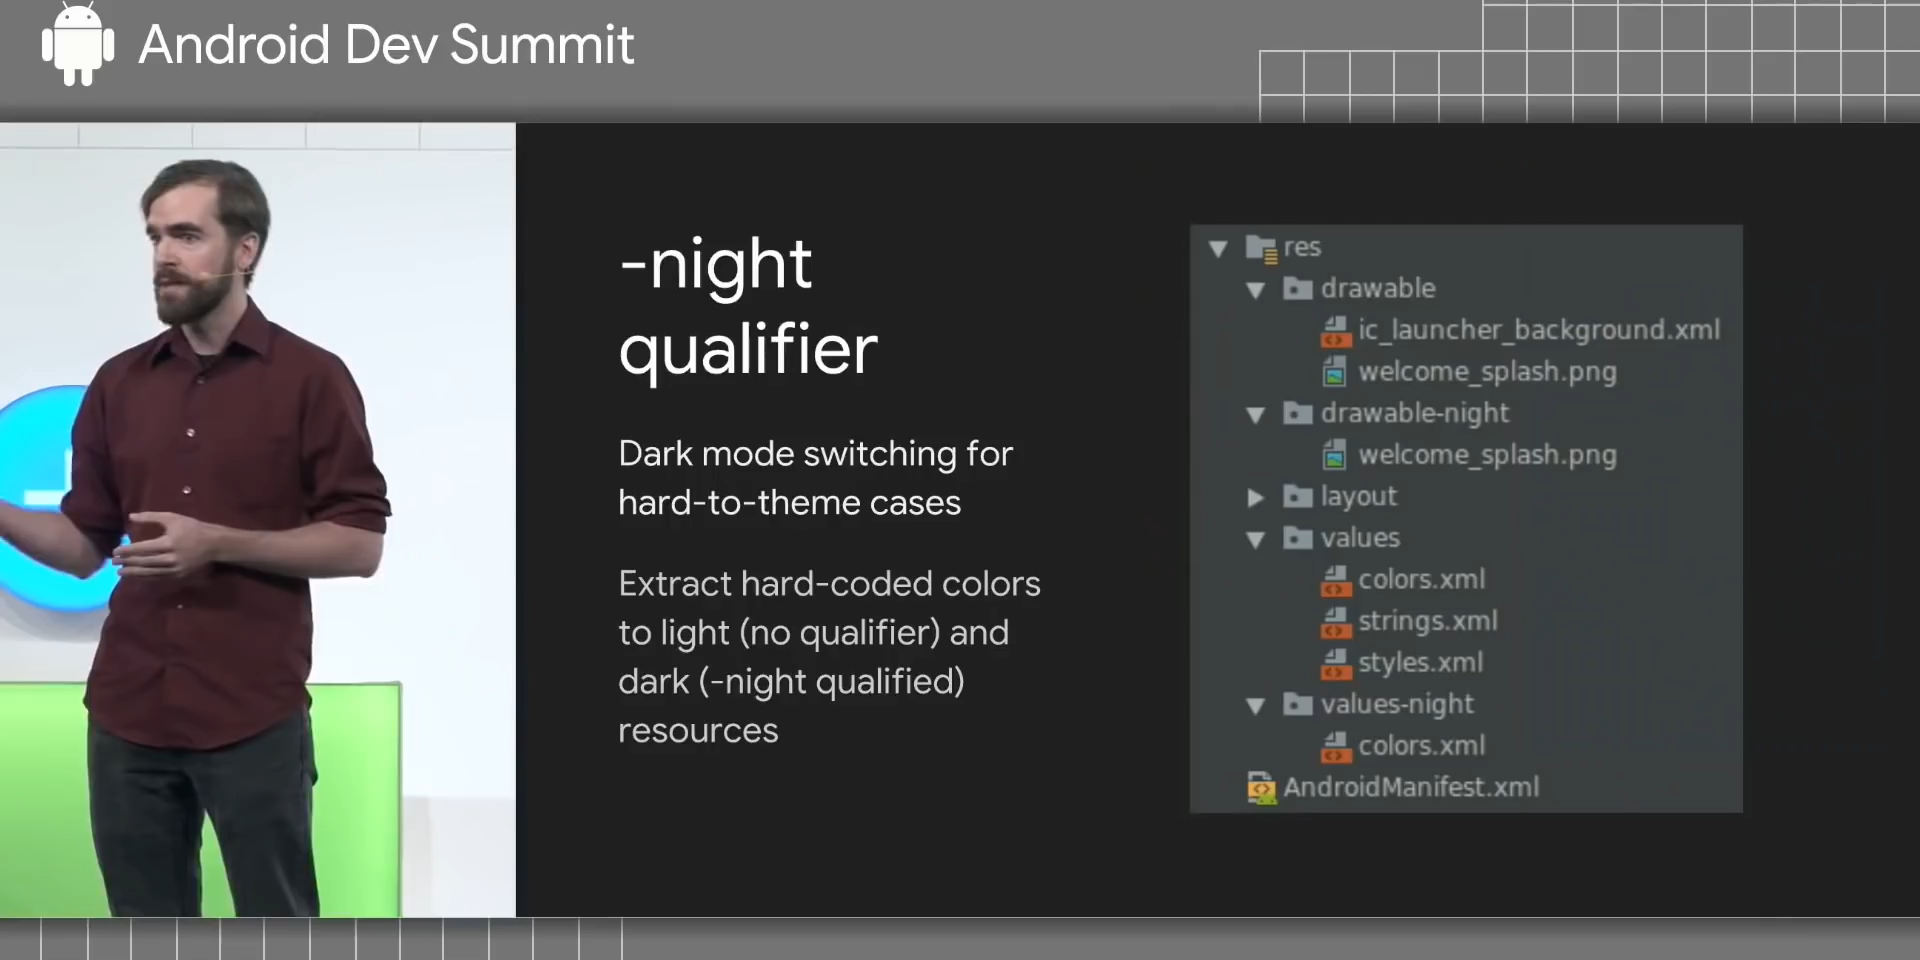 Android Dev Summit
-night
qualifier
Dark mode switching for
hard-to-theme cases
Extract hard-coded colors
to light (no qualifier) and
dark (-night qualified)
resources
res
drawable
ic_launcher_background.xml
welcome_splash.png
drawable-night
welcome_splash.png
layout
values
colors.xml
strings.xml
styles.xml
values-night
colors.xml
AndroidManifest.xml